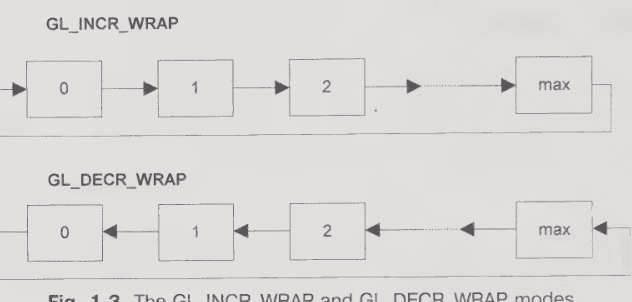 GL_INCR_WRAP
0 1 2 max
GL_DECR_WRAP
0 1 2 max
Fig. 1-3 The GL_INCR_WRAP and GL_DECR_WRAP modes